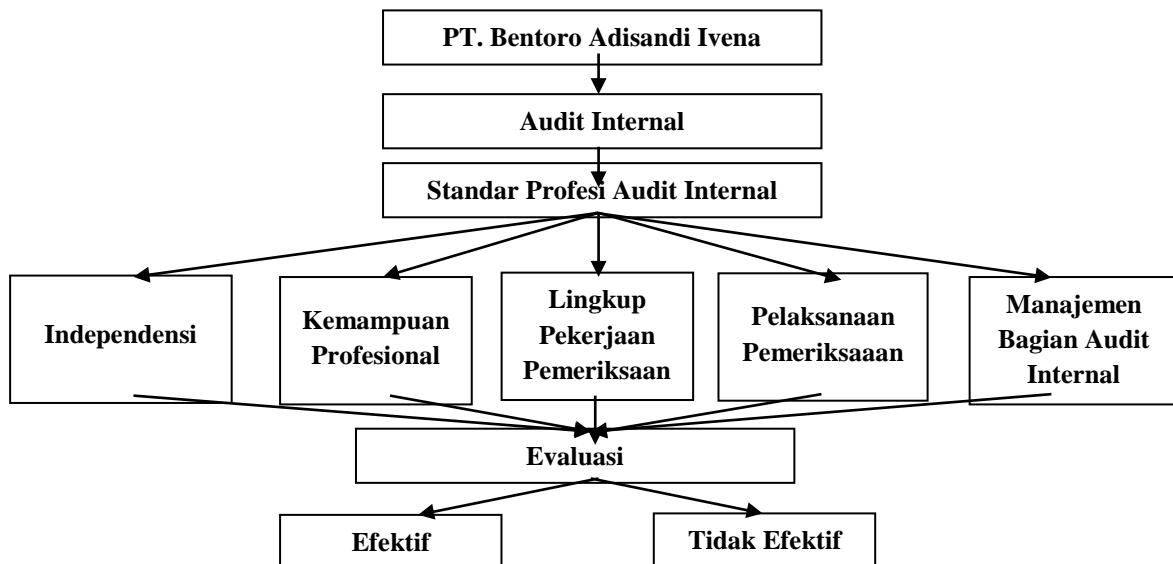 PT. Bentoro Adisandi Ivena
Audit Internal
Standar Profesi Audit Internal
Independensi
Kemampuan
Profesional
Lingkup
Pekerjaan
Pemeriksaan
Pelaksanaan
Pemeriksaaan
Manajemen
Bagian Audit
Internal
Evaluasi
Efektif
Tidak Efektif